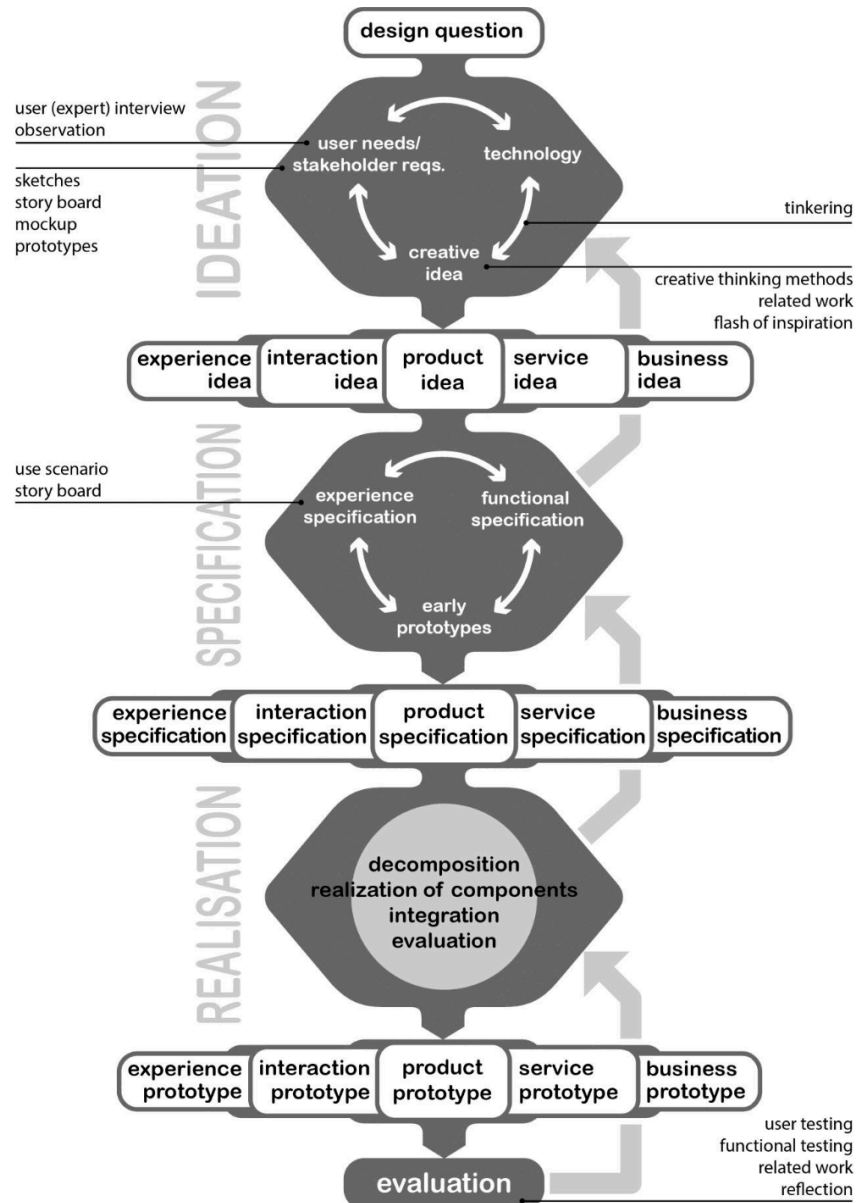 design question
IDEATION
user (expert) interview
observation
sketches
story board
mockup
prototypes
user needs/
stakeholder reqs.
technology
creative
idea
tinkering
creative thinking methods
related work
flash of inspiration
experience
idea
interaction
idea
product
idea
service
idea
business
idea
SPECIFICATION
use scenario
story board
experience
specification
functional
specification
early
prototypes
experience
specification
interaction
specification
product
specification
service
specification
business
specification
REALISATION
decomposition
realization of components
integration
evaluation
experience
prototype
interaction
prototype
product
prototype
service
prototype
business
prototype
evaluation
user testing
functional testing
related work
reflection